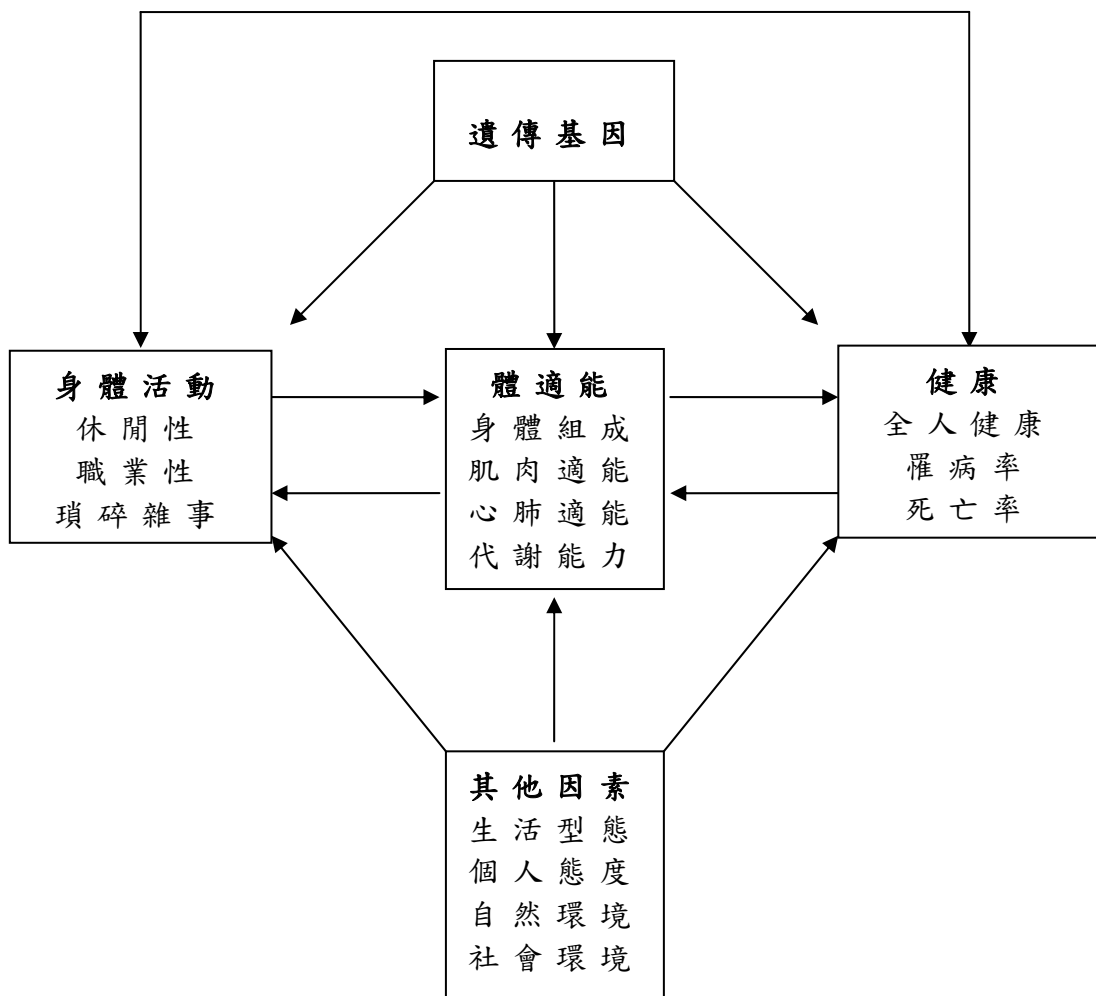 遺傳基因
身體活動
休閒性
職業性
瑣碎雜事
體適能
身體組成
肌肉適能
心肺適能
代謝能力
健康
全人健康
罹病率
死亡率
其他因素
生活型態
個人態度
自然環境
社會環境